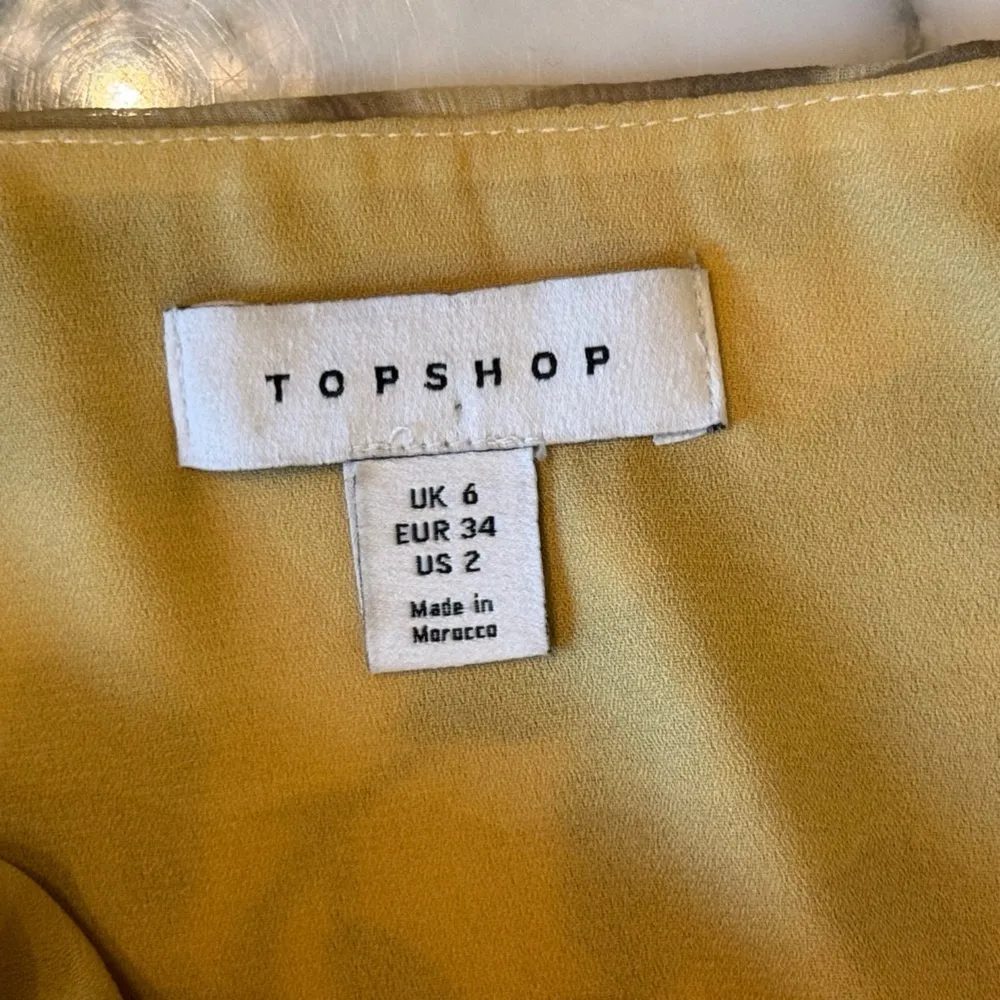 TOPSHOP
UK 6
EUR 34
US 2
Made in
Morocco